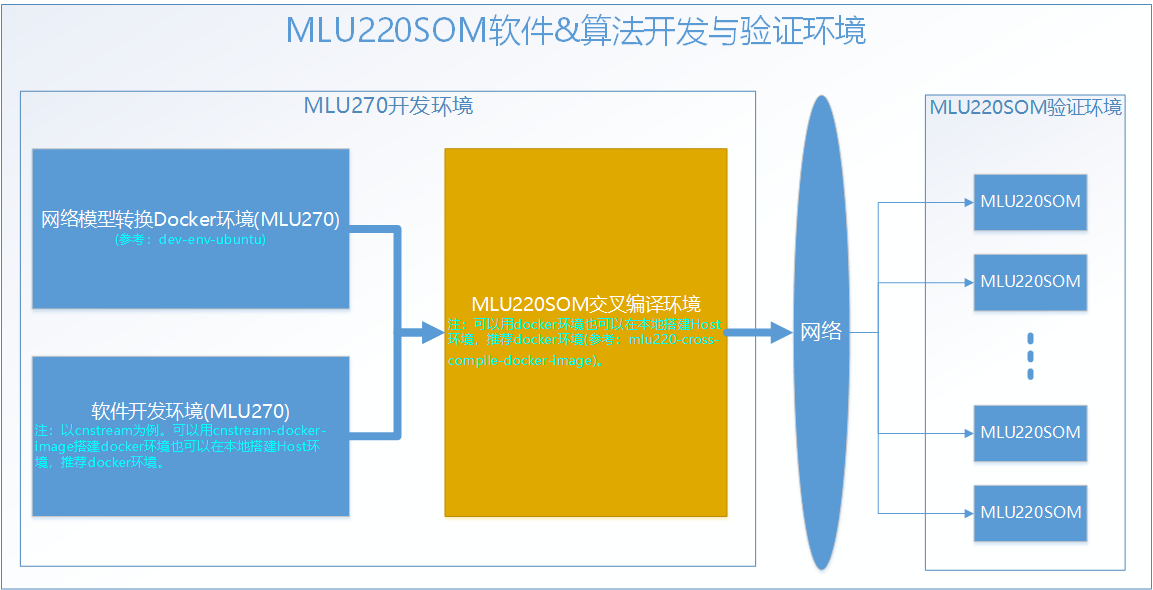 MLU220SOM软件&算法开发与验证环境
MLU270开发环境
网络模型转换Docker环境(MLU270)
(参考：dev-env-ubuntu)
软件开发环境(MLU270)
注：以cnstream为例。可以用cnstream-docker-
image搭建docker环境也可以在本地搭建Host环
境，推荐docker环境。
MLU220SOM交叉编译环境
注：可以用docker环境也可以在本地搭建Host
环境，推荐docker环境(参考：mlu220-cross-
compile-docker-image)。
网络
MLU220SOM验证环境
MLU220SOM
MLU220SOM
MLU220SOM
MLU220SOM